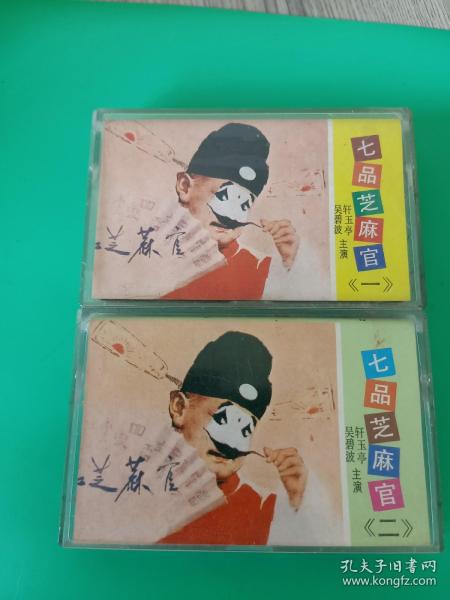 七品芝麻官
《一》
轩玉亭
吴碧波
主演
芝麻官
七品芝麻官
《二》
轩玉亭
吴碧波
主演
芝麻官
孔夫子旧书网
www.kongfz.com